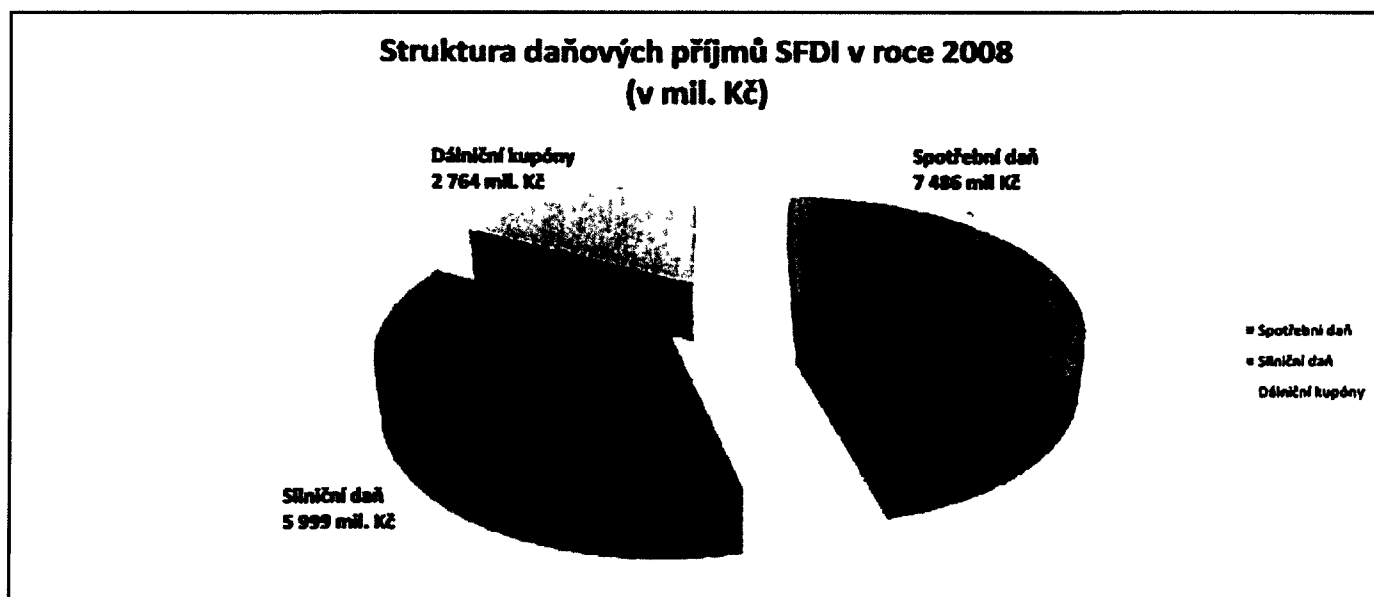 Struktura daňových příjmů SFDI v roce 2008
(v mil. Kč)
Dálniční kupóny
2 764 mil. Kč
Spotřební daň
7 486 mil Kč
Silniční daň
5 999 mil. Kč
Spotřební daň
Silniční daň
Dálniční kupóny